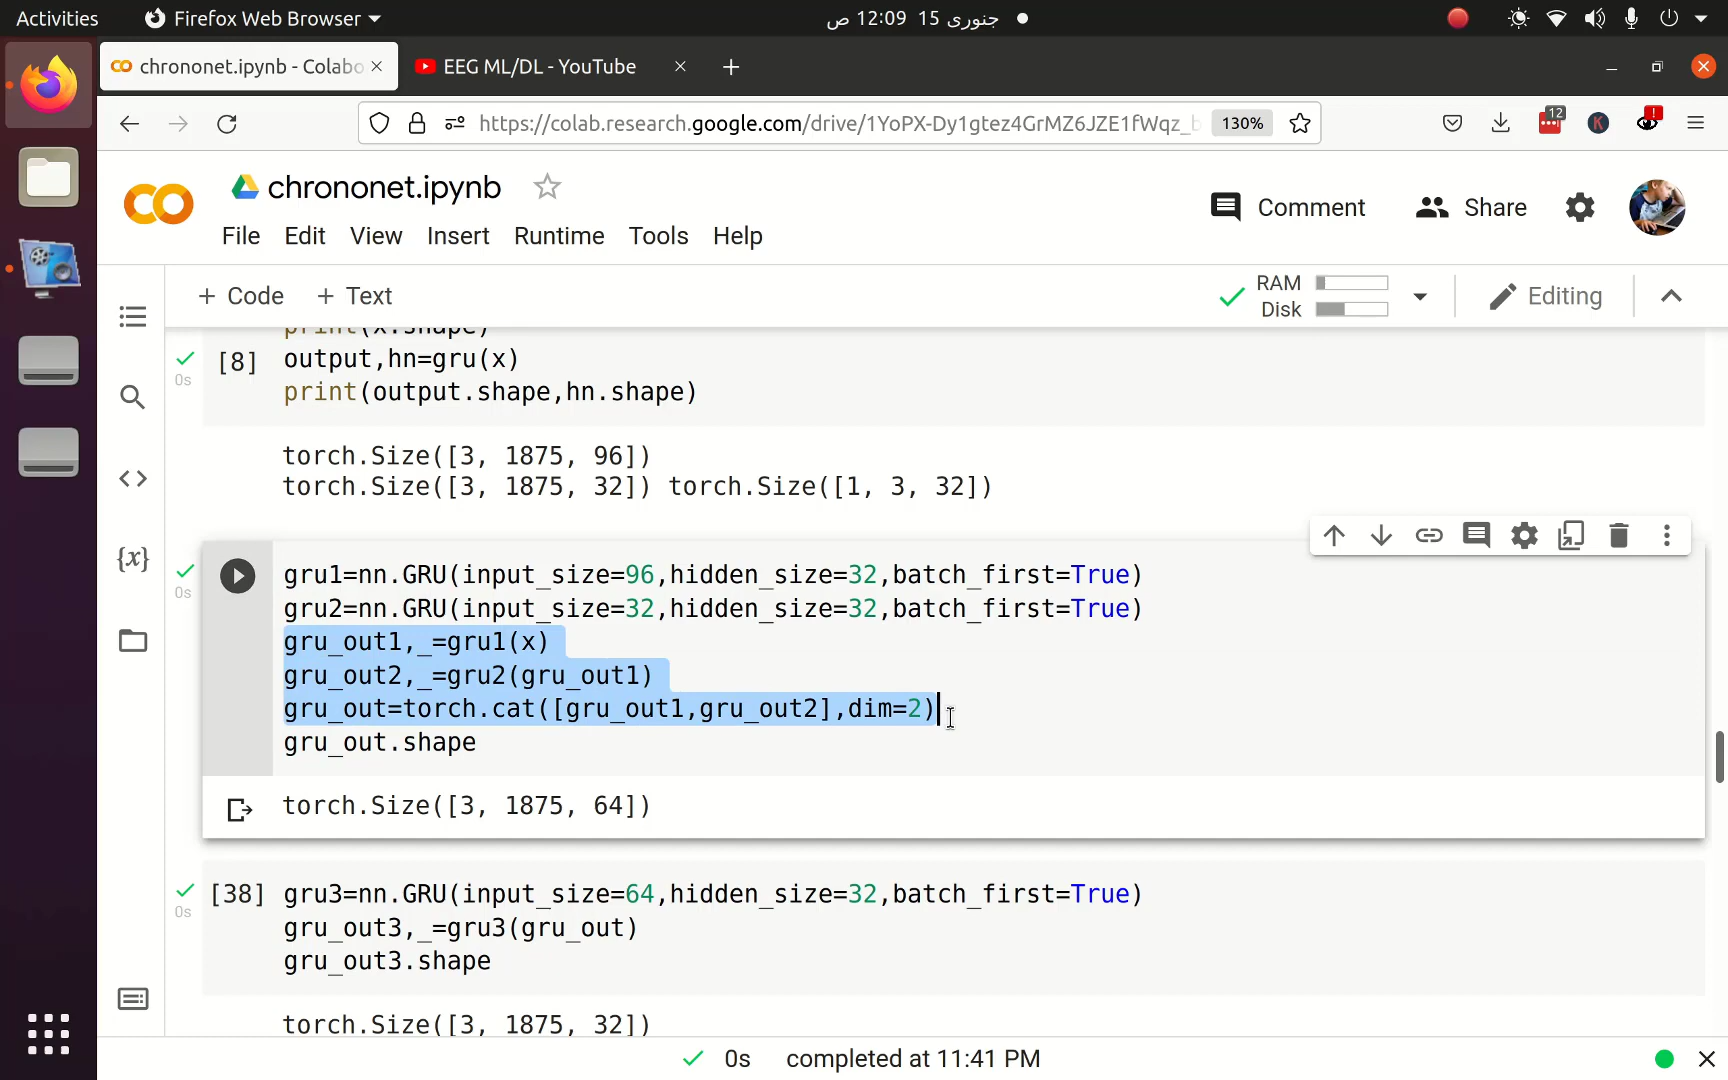 Activities
Firefox Web Browser
جنوری 15 12:09 ص
chrononet.ipynb - Colabo
EEG ML/DL - YouTube
https://colab.research.google.com/drive/1YoPX-Dy1gtez4GrMZ6JZE1fWqz_
130%
12
chrononet.ipynb
Comment
Share
File Edit View Insert Runtime Tools Help
+ Code + Text
RAM
Disk
Editing
print(x.shape)
[8] output,hn=gru(x)
0s
print(output.shape,hn.shape)
torch.Size([3, 1875, 96])
torch.Size([3, 1875, 32]) torch.Size([1, 3, 32])
gru1=nn.GRU(input_size=96,hidden_size=32,batch_first=True)
0s
gru2=nn.GRU(input_size=32,hidden_size=32,batch_first=True)
gru_out1,_=gru1(x)
gru_out2,_=gru2(gru_out1)
gru_out=torch.cat([gru_out1,gru_out2],dim=2)
gru_out.shape
torch.Size([3, 1875, 64])
[38] gru3=nn.GRU(input_size=64,hidden_size=32,batch_first=True)
0s
gru_out3,_=gru3(gru_out)
gru_out3.shape
torch.Size([3, 1875, 32])
0s completed at 11:41 PM